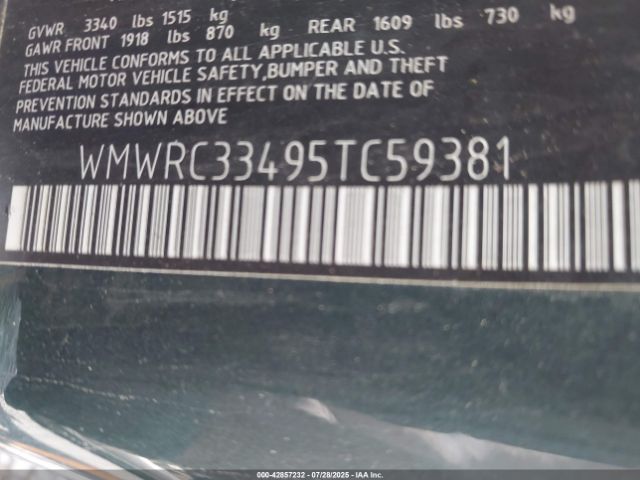 GVWR 3340 lbs 1515 kg
GAWR FRONT 1918 lbs 870 kg REAR 1609 lbs 730 kg
THIS VEHICLE CONFORMS TO ALL APPLICABLE U.S.
FEDERAL MOTOR VEHICLE SAFETY,BUMPER AND THEFT
PREVENTION STANDARDS IN EFFECT ON THE DATE OF
MANUFACTURE SHOWN ABOVE
WMWRC33495TC59381
000-42857232 - 07/28/2025 - IAAI.COM